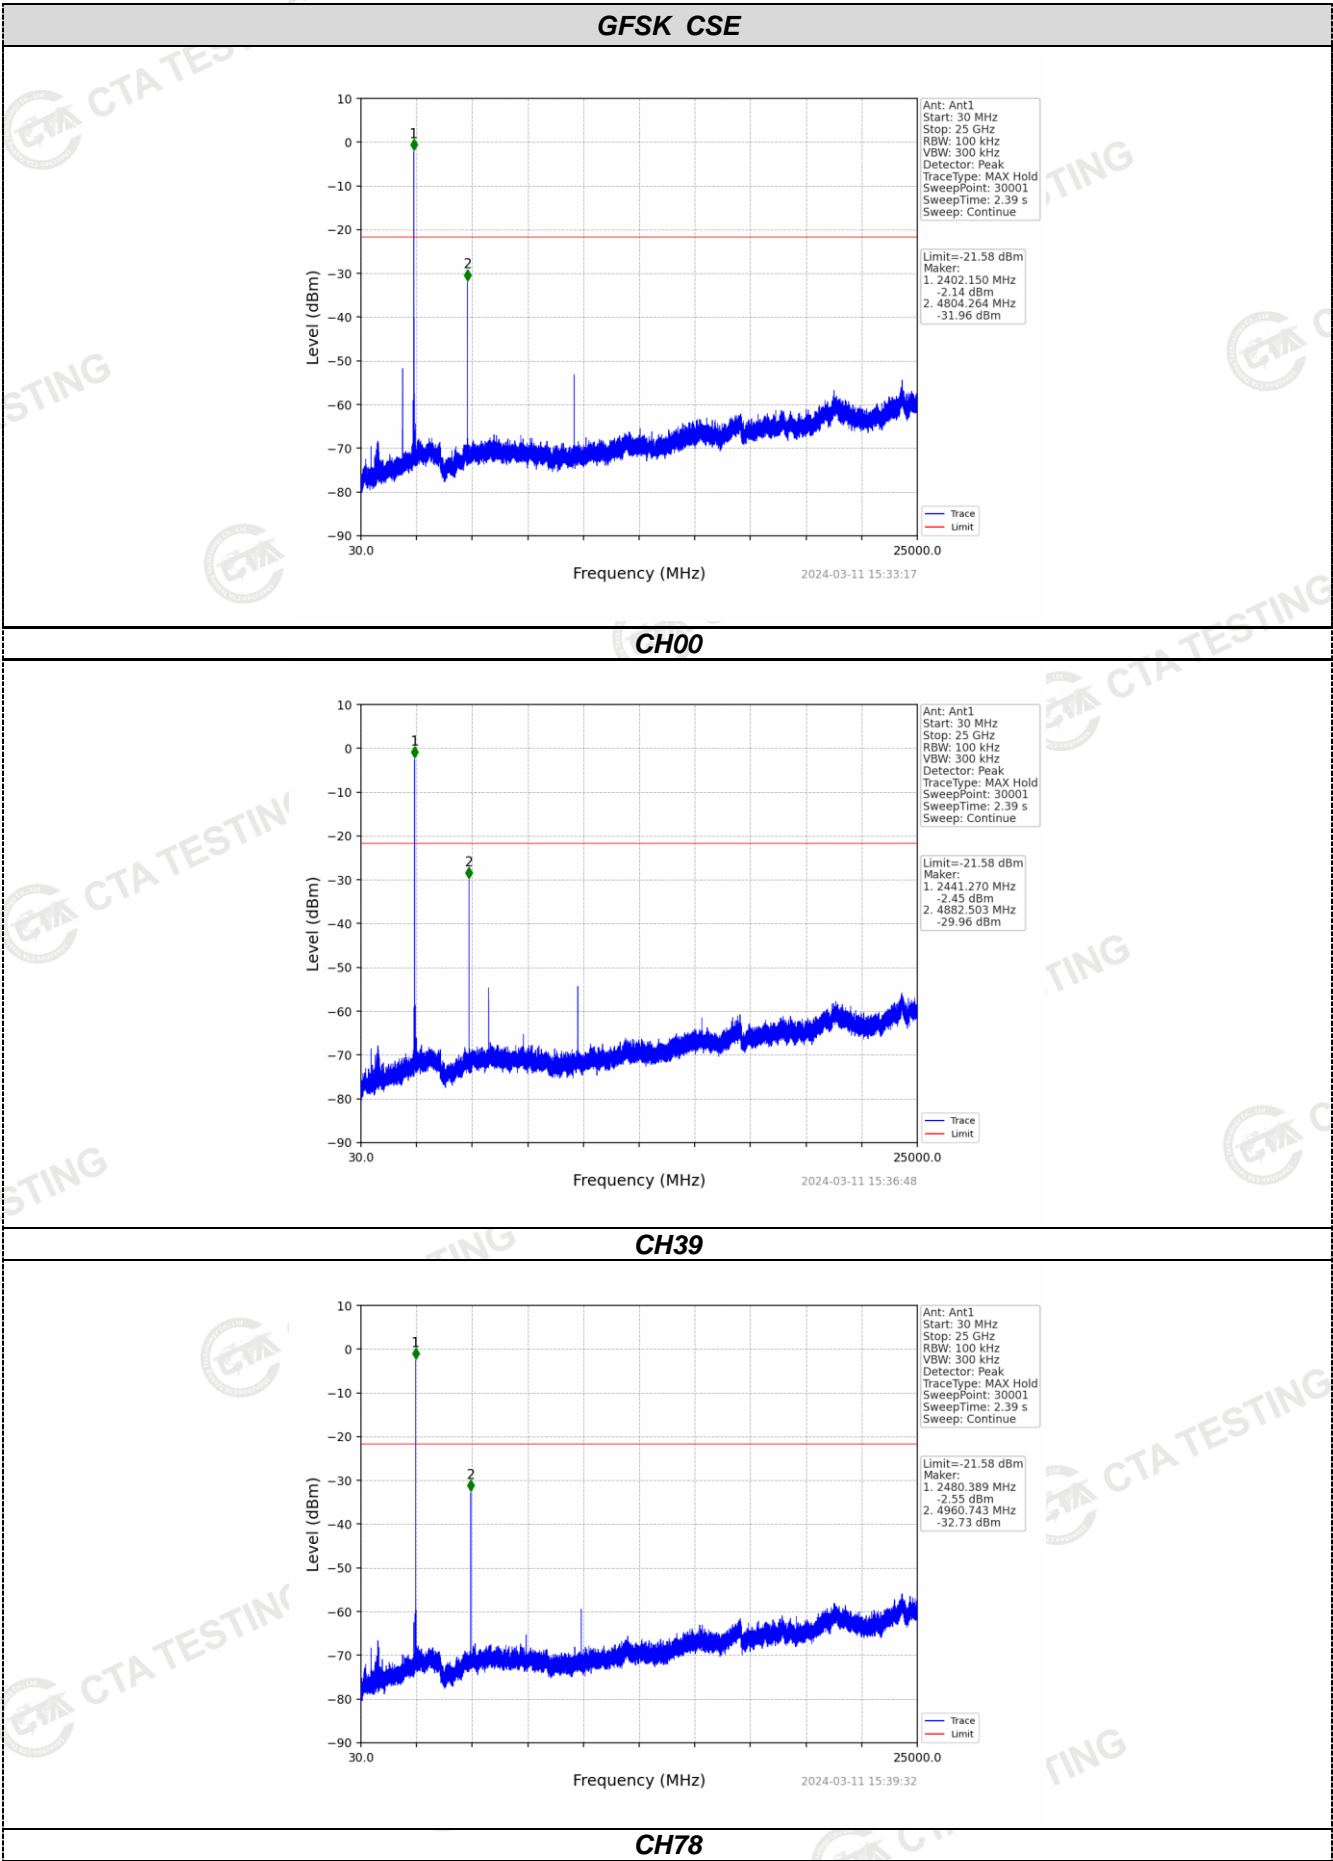 GFSK CSE
CTA TESTING
10
0
−10
−20
−30
−40
−50
−60
−70
−80
−90
Level (dBm)
1
2
30.0
25000.0
Frequency (MHz)
2024-03-11 15:33:17
Ant: Ant1
Start: 30 MHz
Stop: 25 GHz
RBW: 100 kHz
VBW: 300 kHz
Detector: Peak
TraceType: MAX Hold
SweepPoint: 30001
SweepTime: 2.39 s
Sweep: Continue
Limit=-21.58 dBm
Maker:
1. 2402.150 MHz
-2.14 dBm
2. 4804.264 MHz
-31.96 dBm
Trace
Limit
CH00
10
0
−10
−20
−30
−40
−50
−60
−70
−80
−90
Level (dBm)
1
2
30.0
25000.0
Frequency (MHz)
2024-03-11 15:36:48
Ant: Ant1
Start: 30 MHz
Stop: 25 GHz
RBW: 100 kHz
VBW: 300 kHz
Detector: Peak
TraceType: MAX Hold
SweepPoint: 30001
SweepTime: 2.39 s
Sweep: Continue
Limit=-21.58 dBm
Maker:
1. 2441.270 MHz
-2.45 dBm
2. 4882.503 MHz
-29.96 dBm
Trace
Limit
CH39
10
0
−10
−20
−30
−40
−50
−60
−70
−80
−90
Level (dBm)
1
2
30.0
25000.0
Frequency (MHz)
2024-03-11 15:39:32
Ant: Ant1
Start: 30 MHz
Stop: 25 GHz
RBW: 100 kHz
VBW: 300 kHz
Detector: Peak
TraceType: MAX Hold
SweepPoint: 30001
SweepTime: 2.39 s
Sweep: Continue
Limit=-21.58 dBm
Maker:
1. 2480.389 MHz
-2.55 dBm
2. 4960.743 MHz
-32.73 dBm
Trace
Limit
CH78